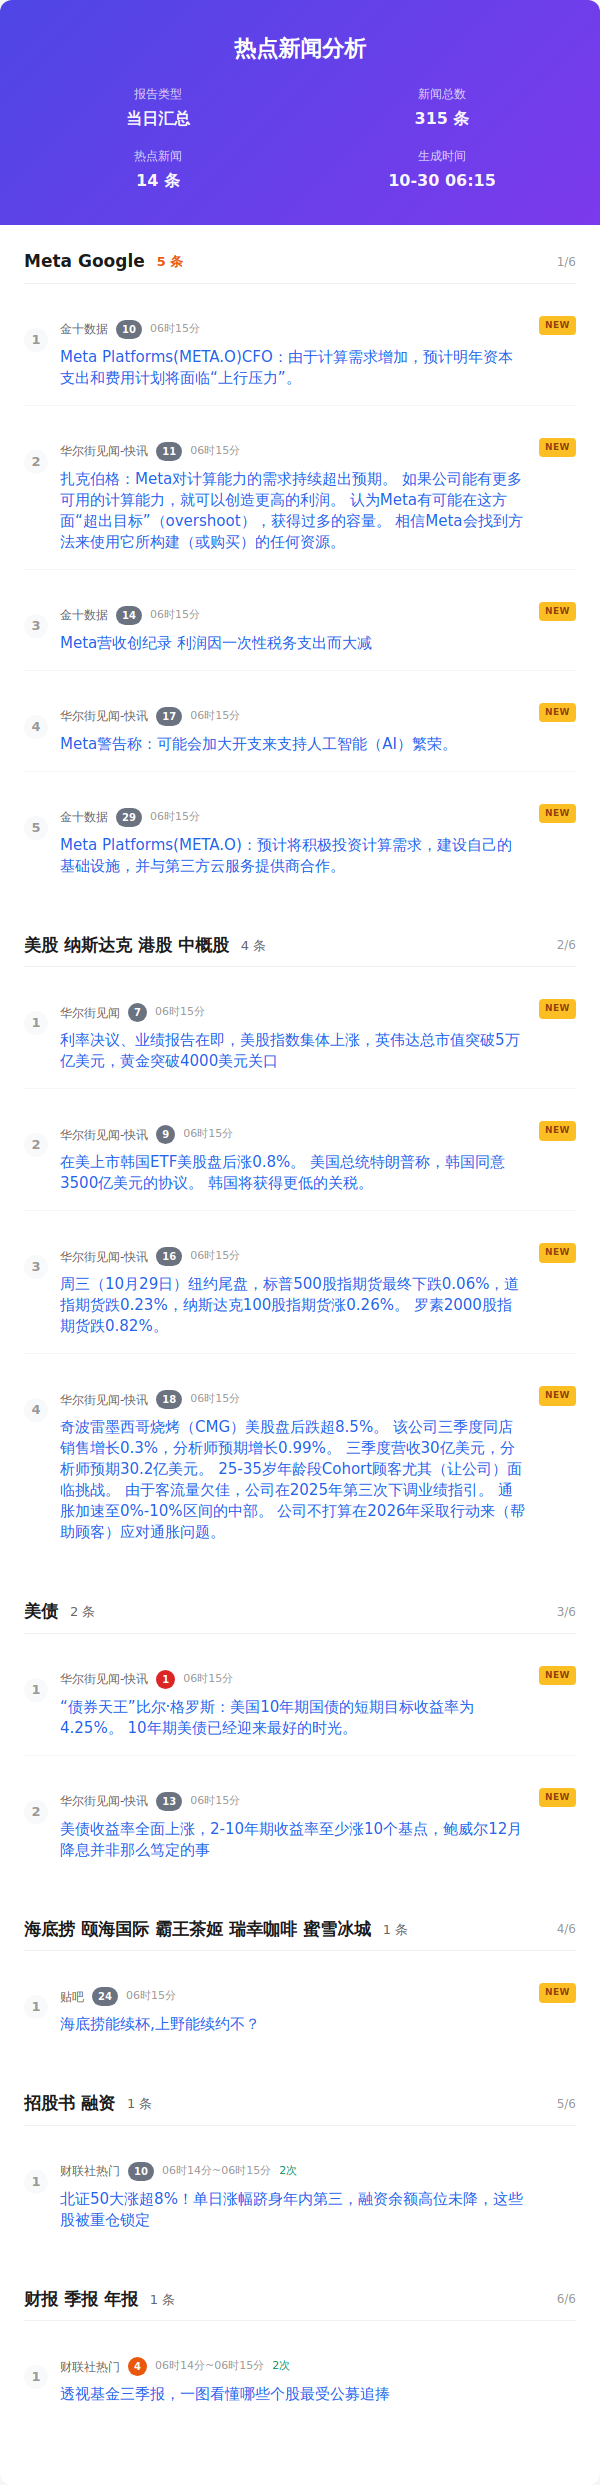 热点新闻分析
报告类型
当日汇总
新闻总数
315 条
热点新闻
14 条
生成时间
10-30 06:15
Meta Google 5 条 1/6
1 金十数据 10 06时15分 NEW
Meta Platforms(META.O)CFO：由于计算需求增加，预计明年资本
支出和费用计划将面临“上行压力”。
2 华尔街见闻-快讯 11 06时15分 NEW
扎克伯格：Meta对计算能力的需求持续超出预期。 如果公司能有更多
可用的计算能力，就可以创造更高的利润。 认为Meta有可能在这方
面“超出目标”（overshoot），获得过多的容量。 相信Meta会找到方
法来使用它所构建（或购买）的任何资源。
3 金十数据 14 06时15分 NEW
Meta营收创纪录 利润因一次性税务支出而大减
4 华尔街见闻-快讯 17 06时15分 NEW
Meta警告称：可能会加大开支来支持人工智能（AI）繁荣。
5 金十数据 29 06时15分 NEW
Meta Platforms(META.O)：预计将积极投资计算需求，建设自己的
基础设施，并与第三方云服务提供商合作。
美股 纳斯达克 港股 中概股 4 条 2/6
1 华尔街见闻 7 06时15分 NEW
利率决议、业绩报告在即，美股指数集体上涨，英伟达总市值突破5万
亿美元，黄金突破4000美元关口
2 华尔街见闻-快讯 9 06时15分 NEW
在美上市韩国ETF美股盘后涨0.8%。 美国总统特朗普称，韩国同意
3500亿美元的协议。 韩国将获得更低的关税。
3 华尔街见闻-快讯 16 06时15分 NEW
周三（10月29日）纽约尾盘，标普500股指期货最终下跌0.06%，道
指期货跌0.23%，纳斯达克100股指期货涨0.26%。 罗素2000股指
期货跌0.82%。
4 华尔街见闻-快讯 18 06时15分 NEW
奇波雷墨西哥烧烤（CMG）美股盘后跌超8.5%。 该公司三季度同店
销售增长0.3%，分析师预期增长0.99%。 三季度营收30亿美元，分
析师预期30.2亿美元。 25-35岁年龄段Cohort顾客尤其（让公司）面
临挑战。 由于客流量欠佳，公司在2025年第三次下调业绩指引。 通
胀加速至0%-10%区间的中部。 公司不打算在2026年采取行动来（帮
助顾客）应对通胀问题。
美债 2 条 3/6
1 华尔街见闻-快讯 1 06时15分 NEW
“债券天王”比尔·格罗斯：美国10年期国债的短期目标收益率为
4.25%。 10年期美债已经迎来最好的时光。
2 华尔街见闻-快讯 13 06时15分 NEW
美债收益率全面上涨，2-10年期收益率至少涨10个基点，鲍威尔12月
降息并非那么笃定的事
海底捞 颐海国际 霸王茶姬 瑞幸咖啡 蜜雪冰城 1 条 4/6
1 贴吧 24 06时15分 NEW
海底捞能续杯,上野能续约不？
招股书 融资 1 条 5/6
1 财联社热门 10 06时14分~06时15分 2次
北证50大涨超8%！单日涨幅跻身年内第三，融资余额高位未降，这些
股被重仓锁定
财报 季报 年报 1 条 6/6
1 财联社热门 4 06时14分~06时15分 2次
透视基金三季报，一图看懂哪些个股最受公募追捧